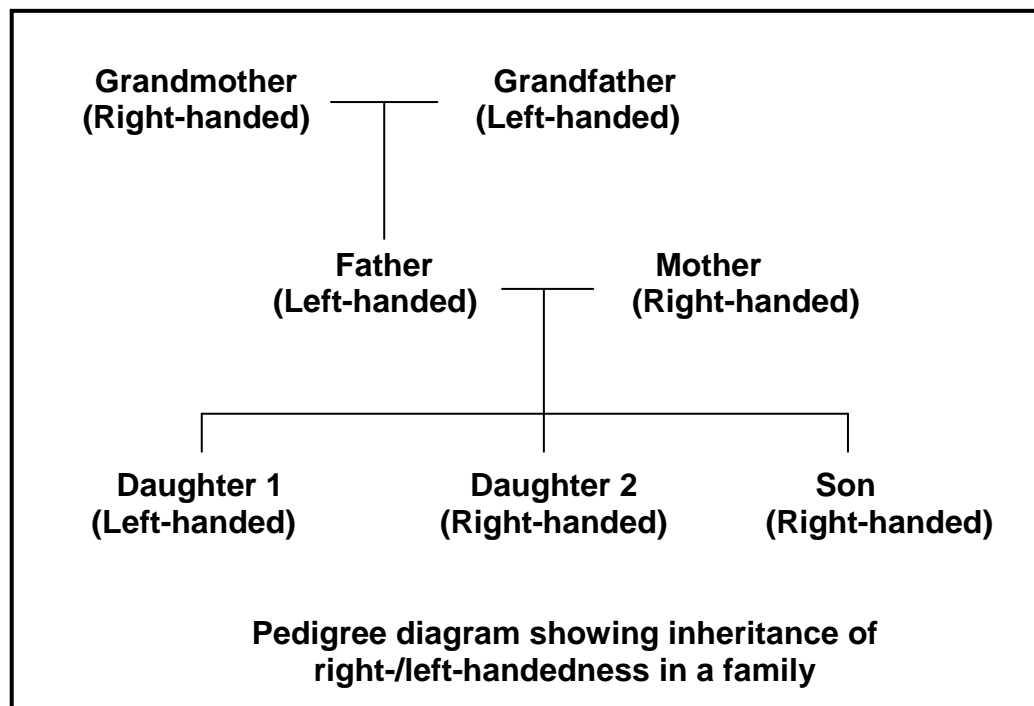 Grandmother
(Right-handed)
Grandfather
(Left-handed)
Father
(Left-handed)
Mother
(Right-handed)
Daughter 1
(Left-handed)
Daughter 2
(Right-handed)
Son
(Right-handed)
Pedigree diagram showing inheritance of
right-/left-handedness in a family